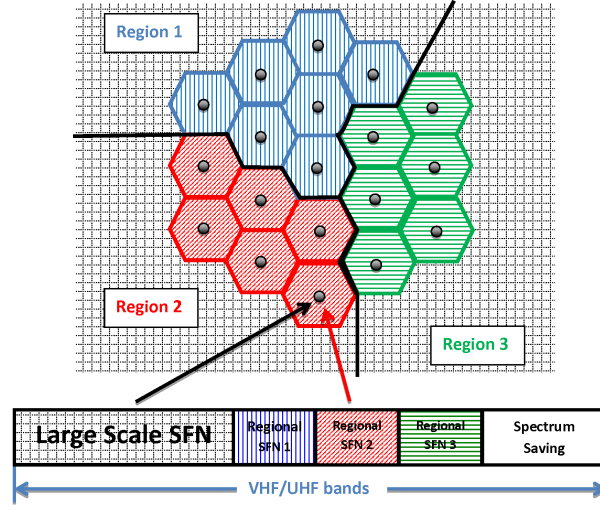 Region 1
Region 2
Region 3
Large Scale SFN
Regional
SFN 1
Regional
SFN 2
Regional
SFN 3
Spectrum
Saving
VHF/UHF bands